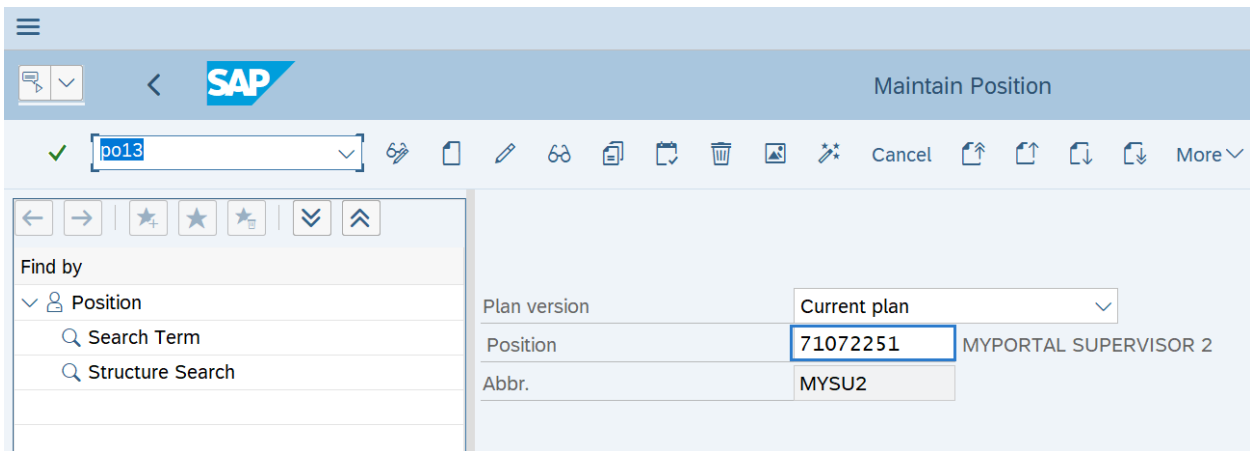 SAP
Maintain Position
po13
Cancel
More
Find by
Position
Search Term
Structure Search
Plan version Current plan
Position 71072251 MYPORTAL SUPERVISOR 2
Abbr. MYSU2